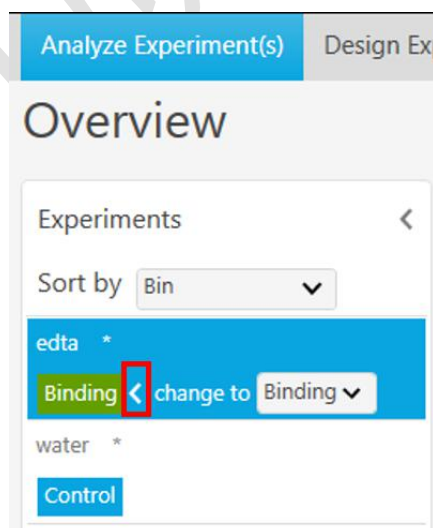 Analyze Experiment(s) Design Ex
Overview
Experiments
Sort by Bin
edta *
Binding change to Binding
water *
Control